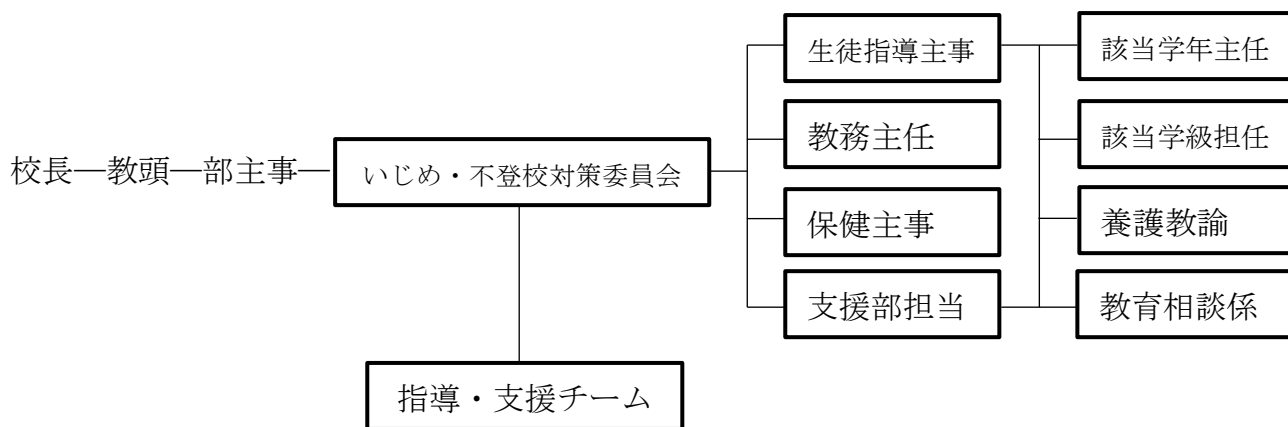 生徒指導主事
該当学年主任
教務主任
該当学級担任
校長―教頭―部主事―
いじめ・不登校対策委員会
保健主事
養護教諭
支援部担当
教育相談係
指導・支援チーム